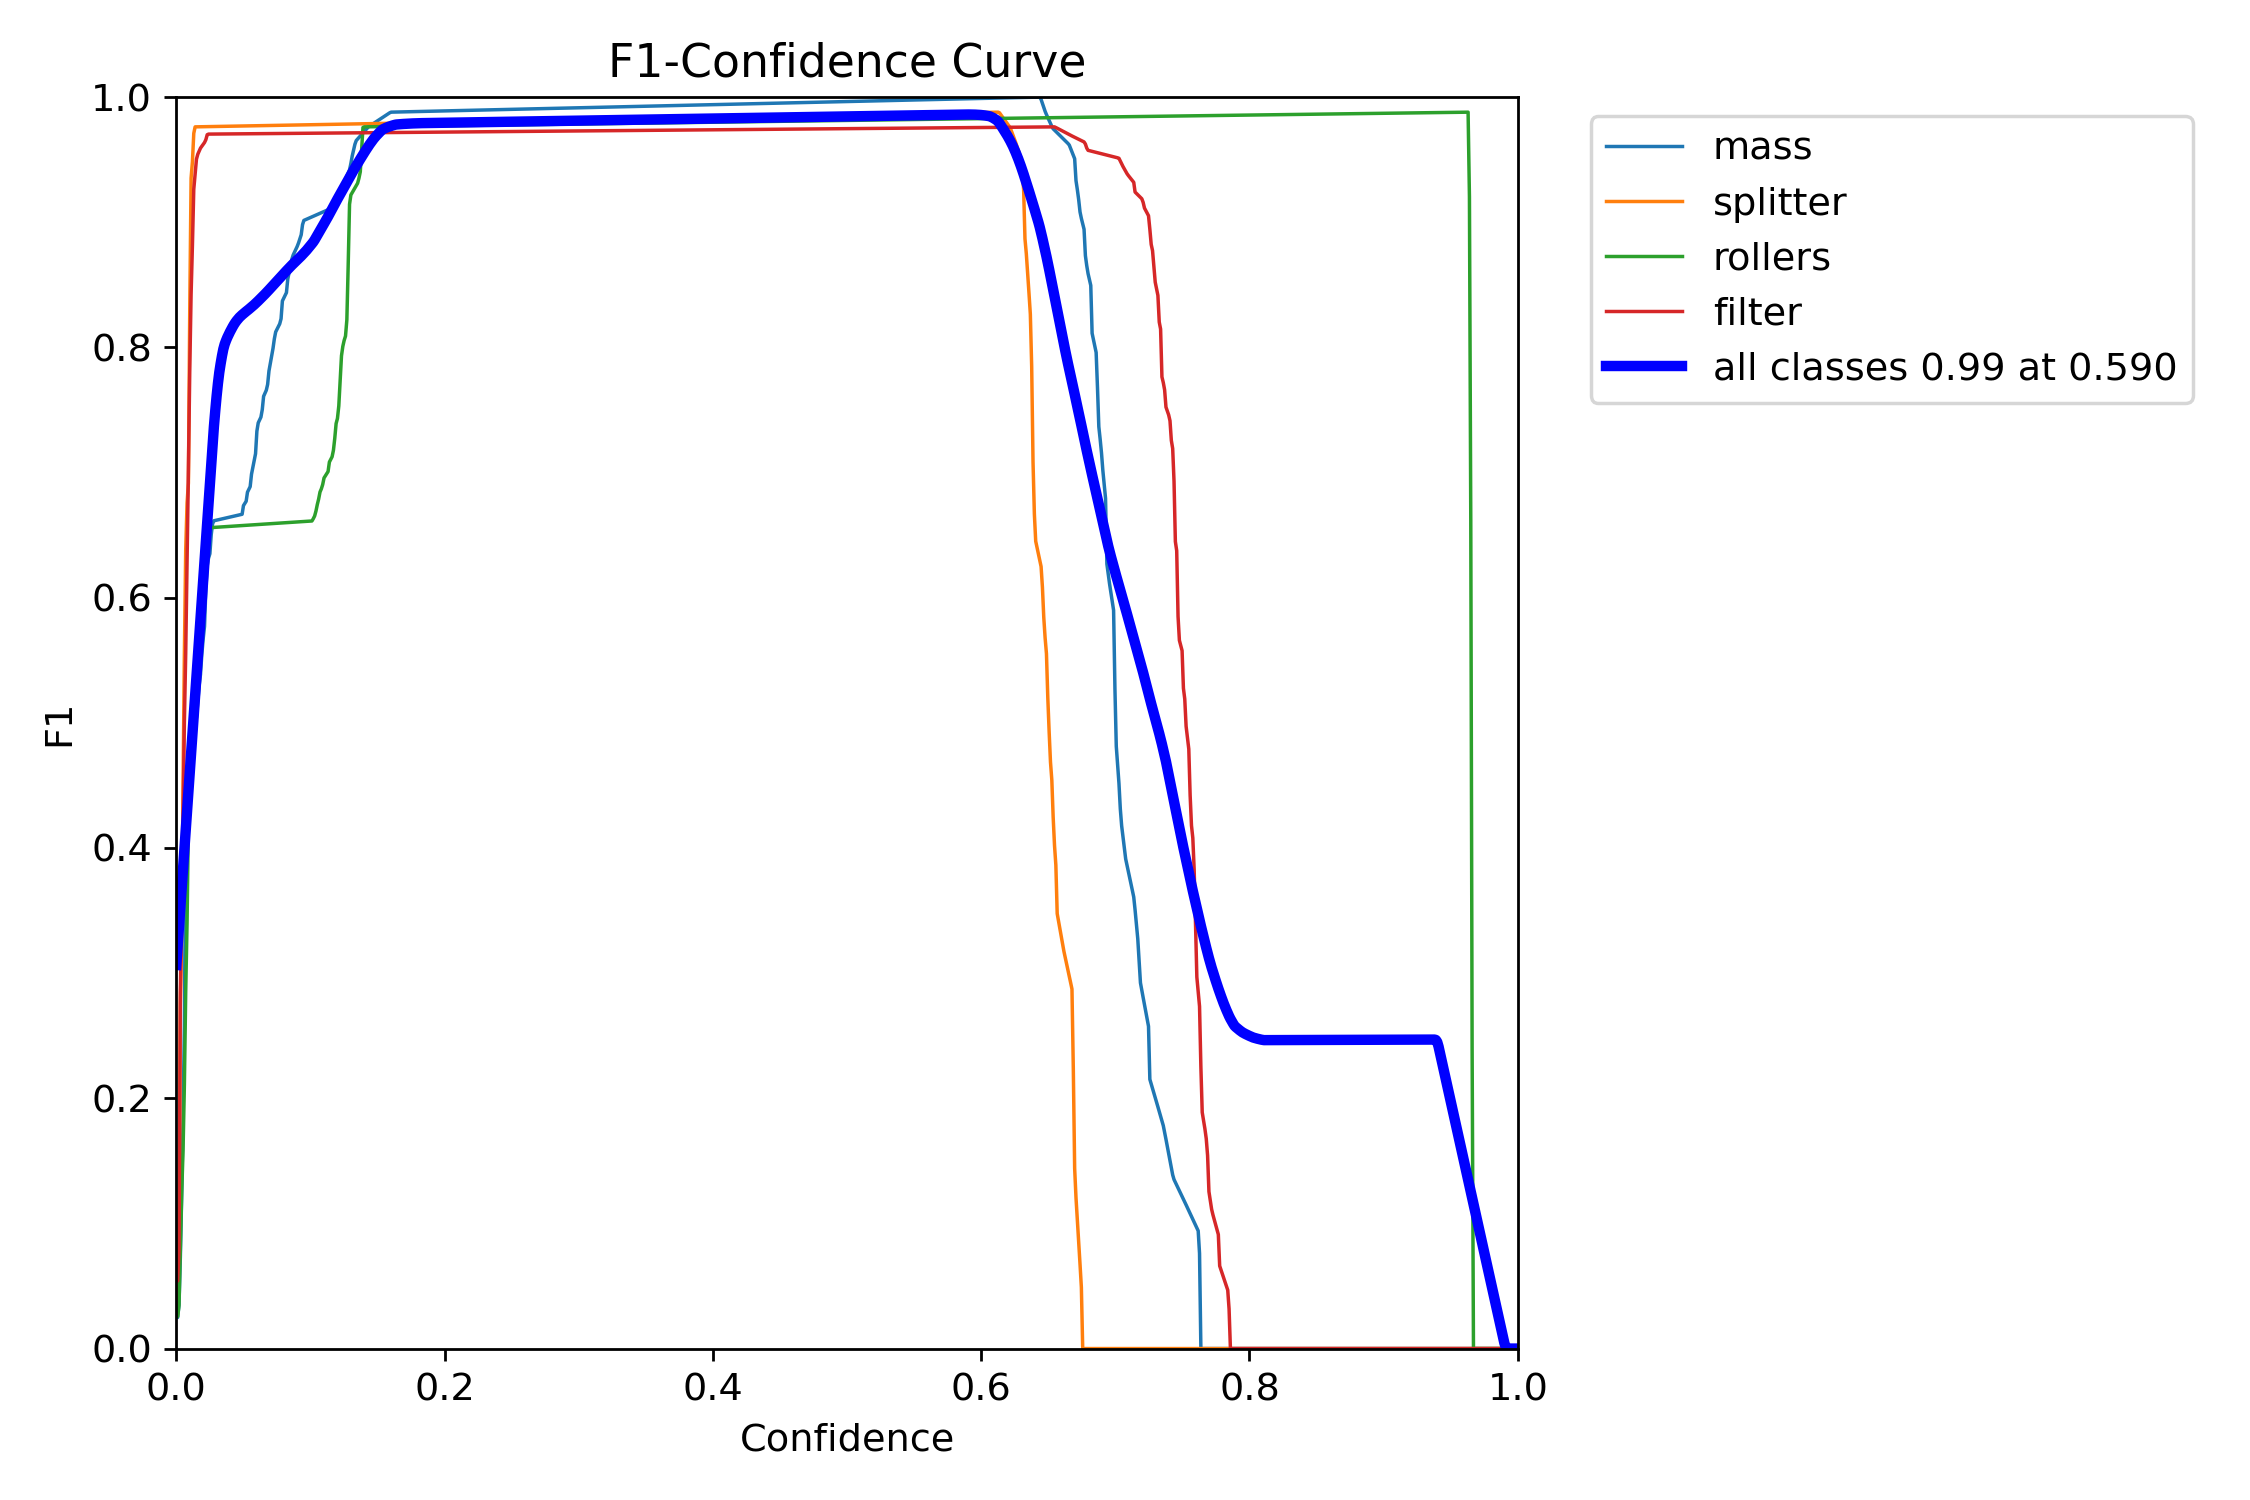 F1-Confidence Curve
1.0
0.8
0.6
0.4
0.2
0.0
F1
0.0 0.2 0.4 0.6 0.8 1.0
Confidence
mass
splitter
rollers
filter
all classes 0.99 at 0.590